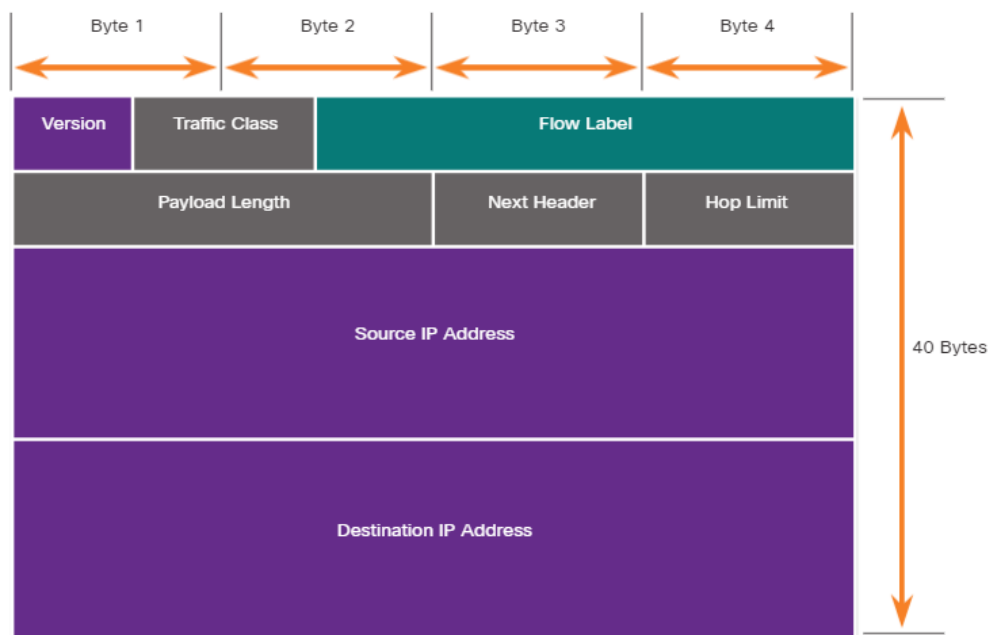 Byte 1 Byte 2 Byte 3 Byte 4
Version Traffic Class Flow Label
Payload Length Next Header Hop Limit
Source IP Address
40 Bytes
Destination IP Address